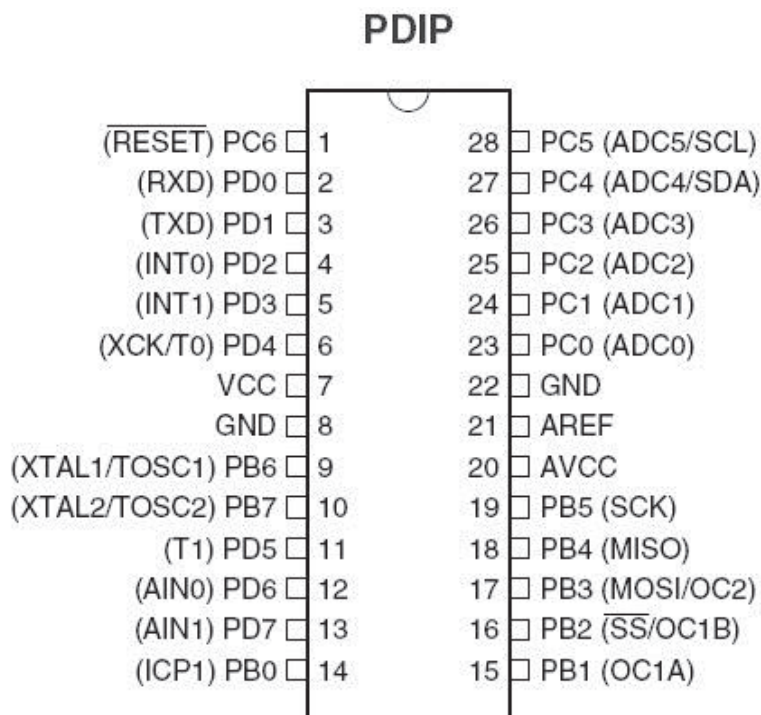 PDIP
(RESET) PC6 1 28 PC5 (ADC5/SCL)
(RXD) PD0 2 27 PC4 (ADC4/SDA)
(TXD) PD1 3 26 PC3 (ADC3)
(INT0) PD2 4 25 PC2 (ADC2)
(INT1) PD3 5 24 PC1 (ADC1)
(XCK/T0) PD4 6 23 PC0 (ADC0)
VCC 7 22 GND
GND 8 21 AREF
(XTAL1/TOSC1) PB6 9 20 AVCC
(XTAL2/TOSC2) PB7 10 19 PB5 (SCK)
(T1) PD5 11 18 PB4 (MISO)
(AIN0) PD6 12 17 PB3 (MOSI/OC2)
(AIN1) PD7 13 16 PB2 (SS/OC1B)
(ICP1) PB0 14 15 PB1 (OC1A)